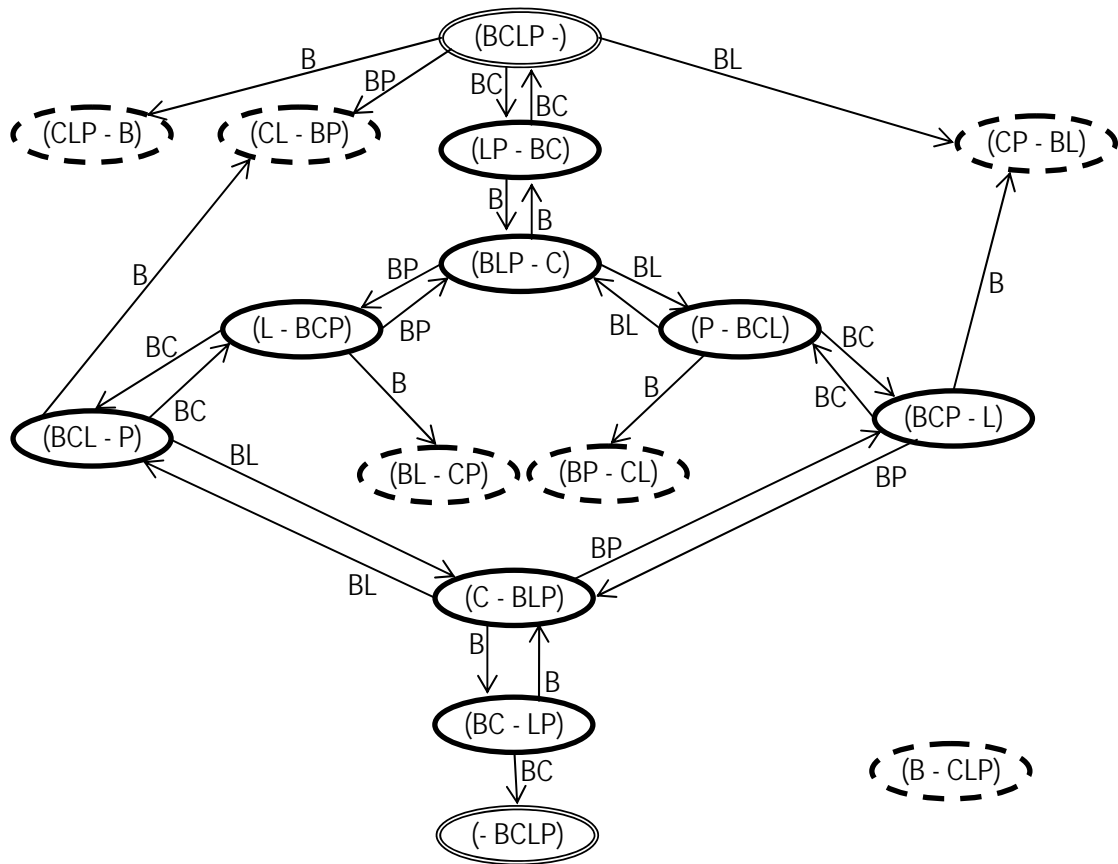 (BCLP -)
B
BP
BC
BC
BL
(CLP - B)
(CL - BP)
(LP - BC)
(CP - BL)
B
B
B
BP
(BLP - C)
BL
B
(L - BCP)
BP
BL
(P - BCL)
BC
BC
B
B
BC
BC
(BCL - P)
(BCP - L)
BL
(BL - CP)
(BP - CL)
BP
BP
BL
(C - BLP)
B
B
(BC - LP)
BC
(B - CLP)
(- BCLP)